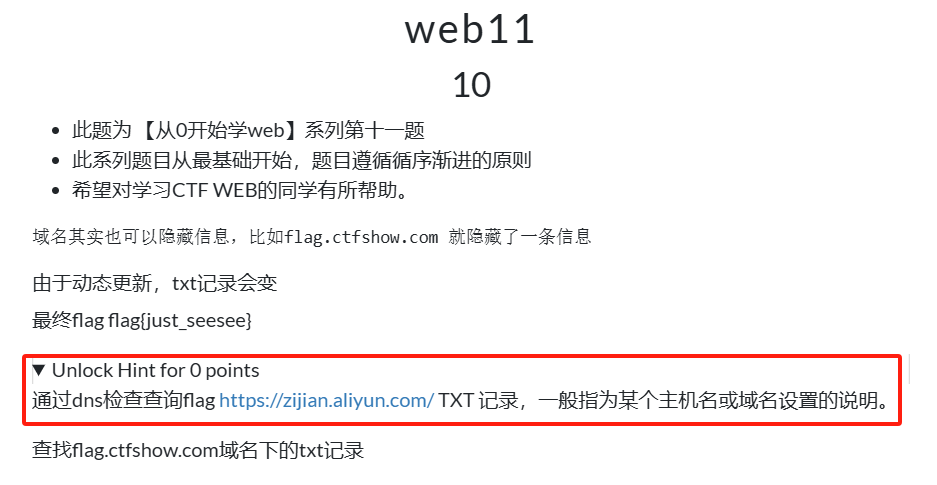 web11
10
此题为 【从0开始学web】系列第十一题
此系列题目从最基础开始，题目遵循循序渐进的原则
希望对学习CTF WEB的同学有所帮助。
域名其实也可以隐藏信息，比如flag.ctfshow.com 就隐藏了一条信息
由于动态更新，txt记录会变
最终flag flag{just_seesee}
▼ Unlock Hint for 0 points
通过dns检查查询flag https://zijian.aliyun.com/ TXT 记录，一般指为某个主机名或域名设置的说明。
查找flag.ctfshow.com域名下的txt记录